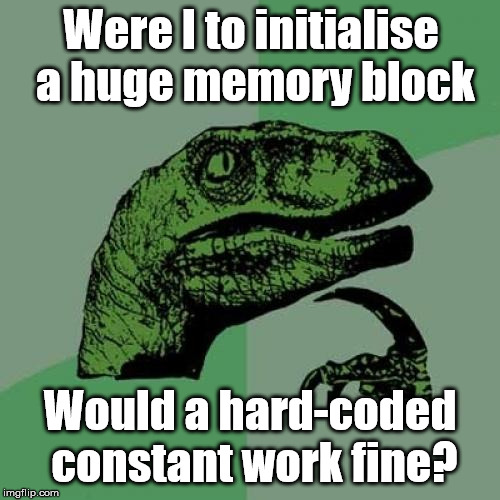 Were I to initialise
a huge memory block
Would a hard-coded
constant work fine?
imgflip.com